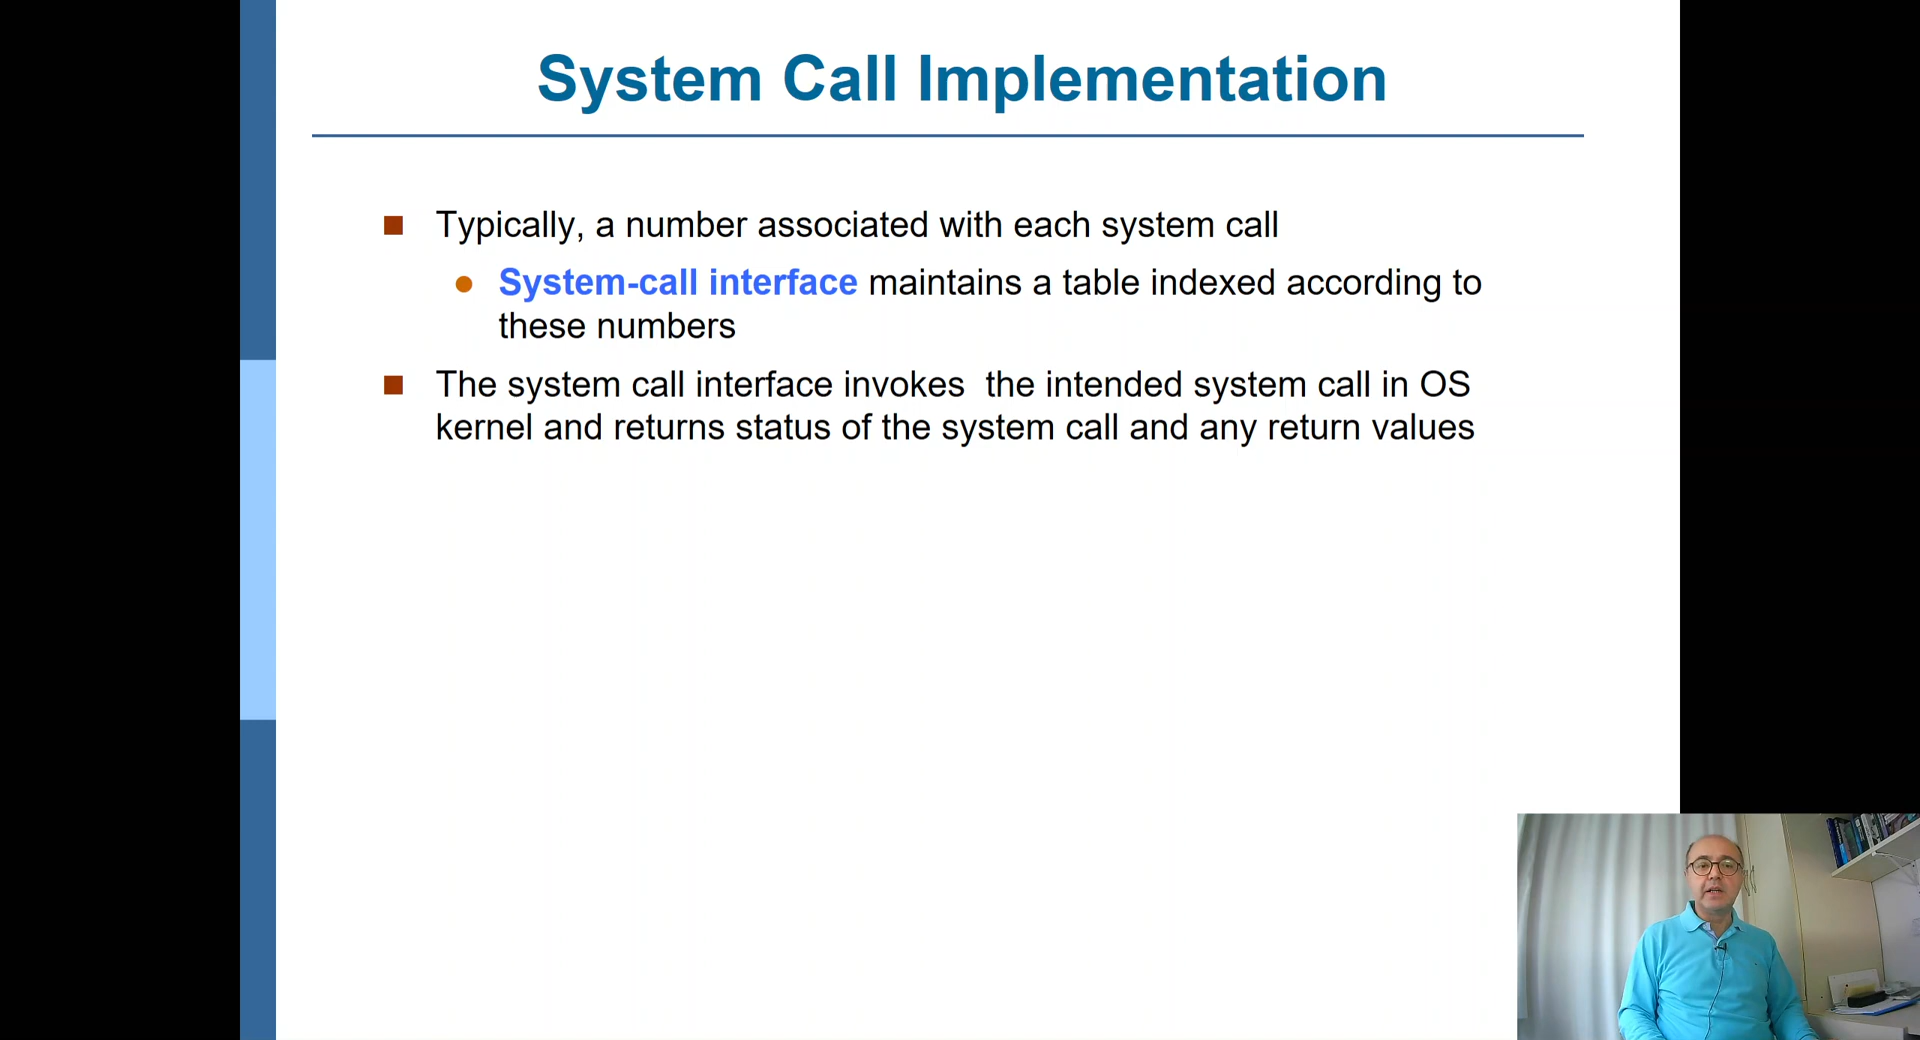 System Call Implementation
Typically, a number associated with each system call
System-call interface maintains a table indexed according to
these numbers
The system call interface invokes  the intended system call in OS
kernel and returns status of the system call and any return values